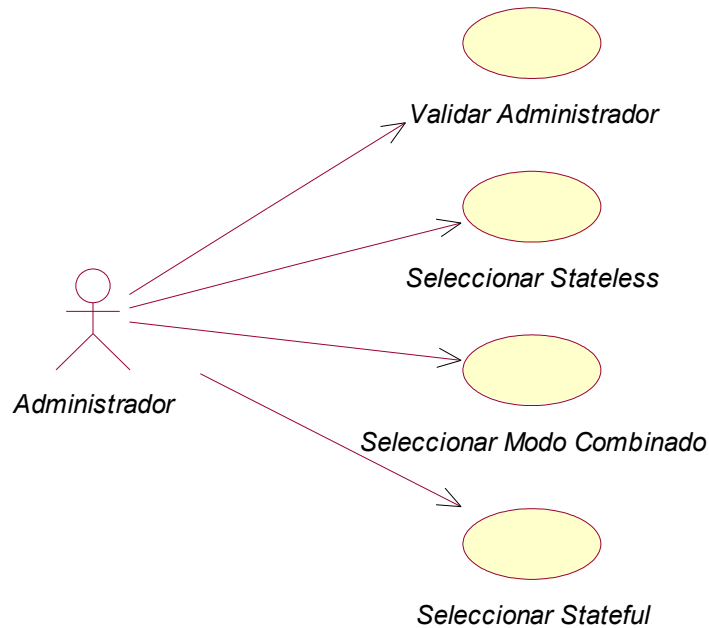 Validar Administrador
Seleccionar Stateless
Administrador
Seleccionar Modo Combinado
Seleccionar Stateful